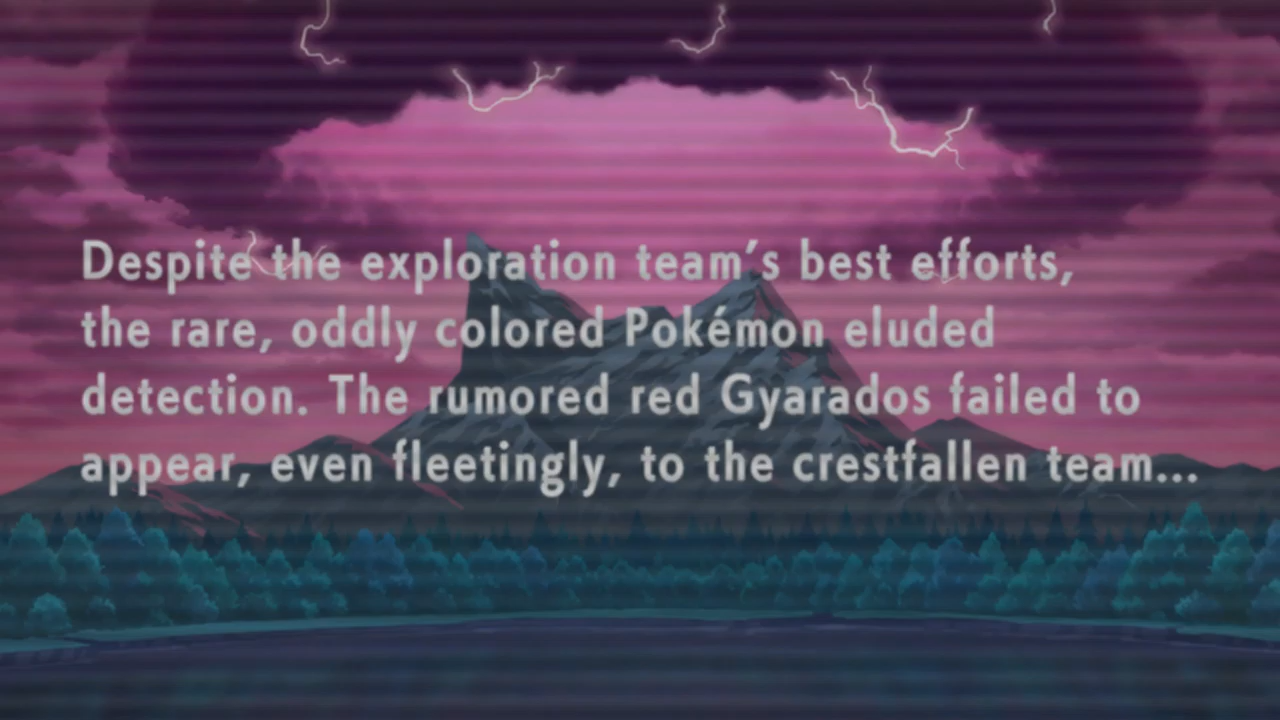 Despite the exploration team’s best efforts,
the rare, oddly colored Pokémon eluded
detection. The rumored red Gyarados failed to
appear, even fleetingly, to the crestfallen team...